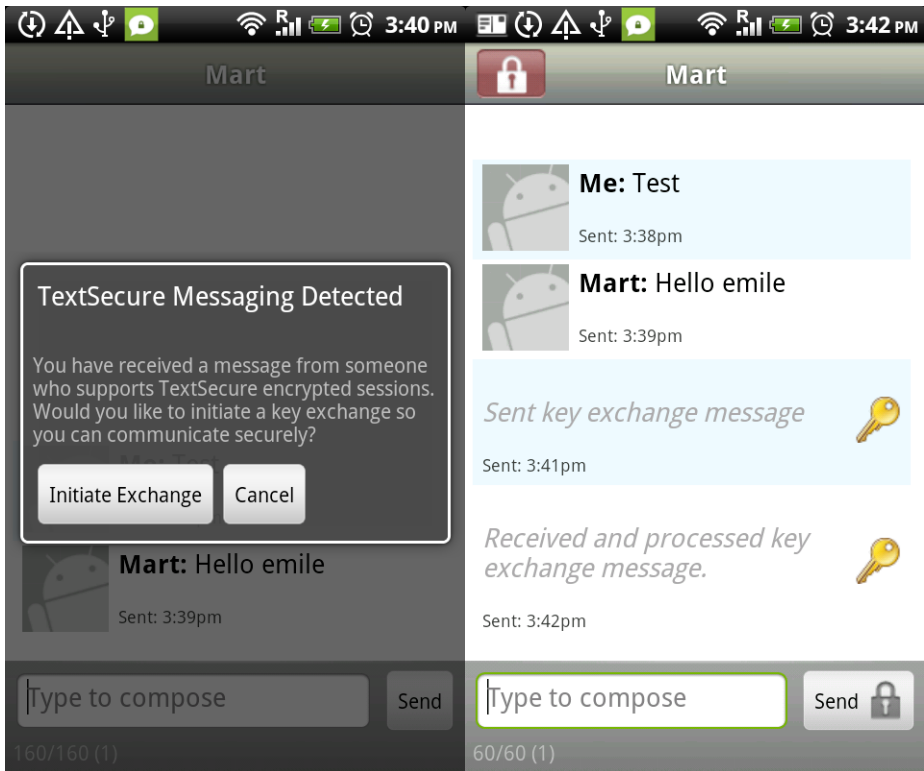 R
3:40 PM
Mart
TextSecure Messaging Detected
You have received a message from someone
who supports TextSecure encrypted sessions.
Would you like to initiate a key exchange so
you can communicate securely?
Me: Test
Initiate Exchange
Cancel
Mart: Hello emile
Sent: 3:39pm
Type to compose
Send
160/160 (1)
R
3:42 PM
Mart
Me: Test
Sent: 3:38pm
Mart: Hello emile
Sent: 3:39pm
Sent key exchange message
Sent: 3:41pm
Received and processed key
exchange message.
Sent: 3:42pm
Type to compose
Send
60/60 (1)